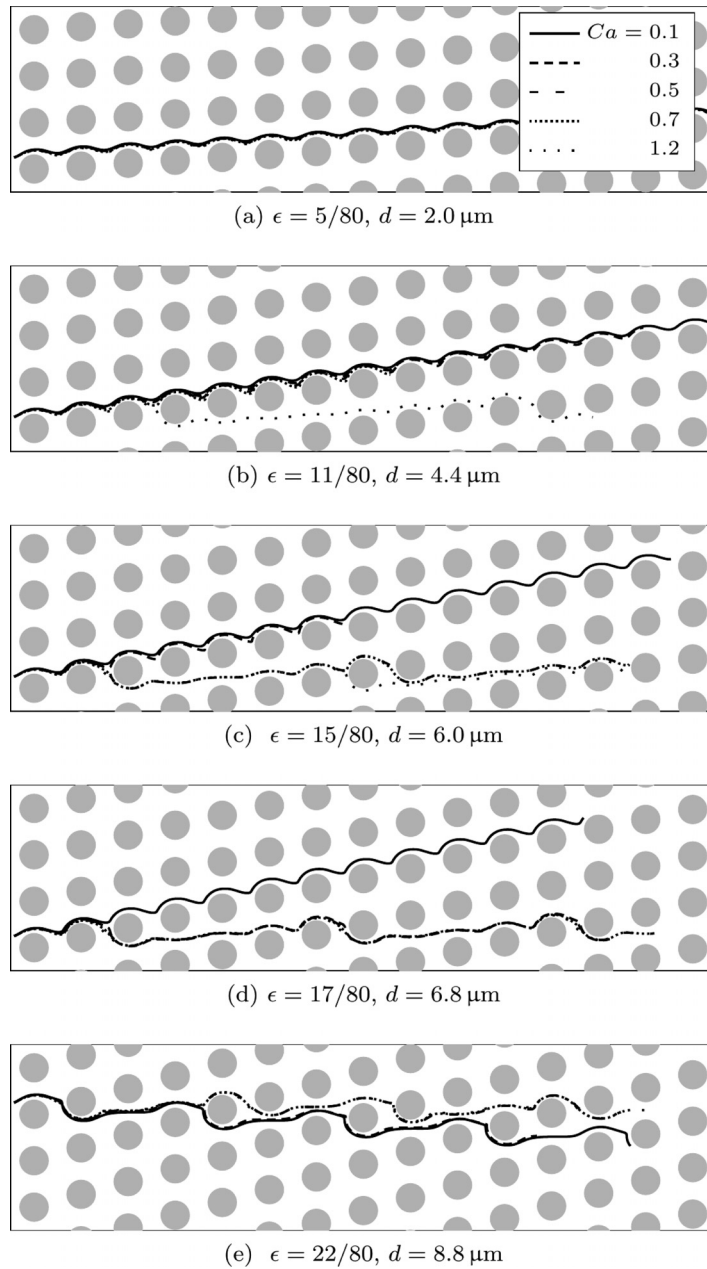 Ca = 0.1
0.3
0.5
0.7
1.2
(a) ϵ = 5/80, d = 2.0 µm
(b) ϵ = 11/80, d = 4.4 µm
(c) ϵ = 15/80, d = 6.0 µm
(d) ϵ = 17/80, d = 6.8 µm
(e) ϵ = 22/80, d = 8.8 µm